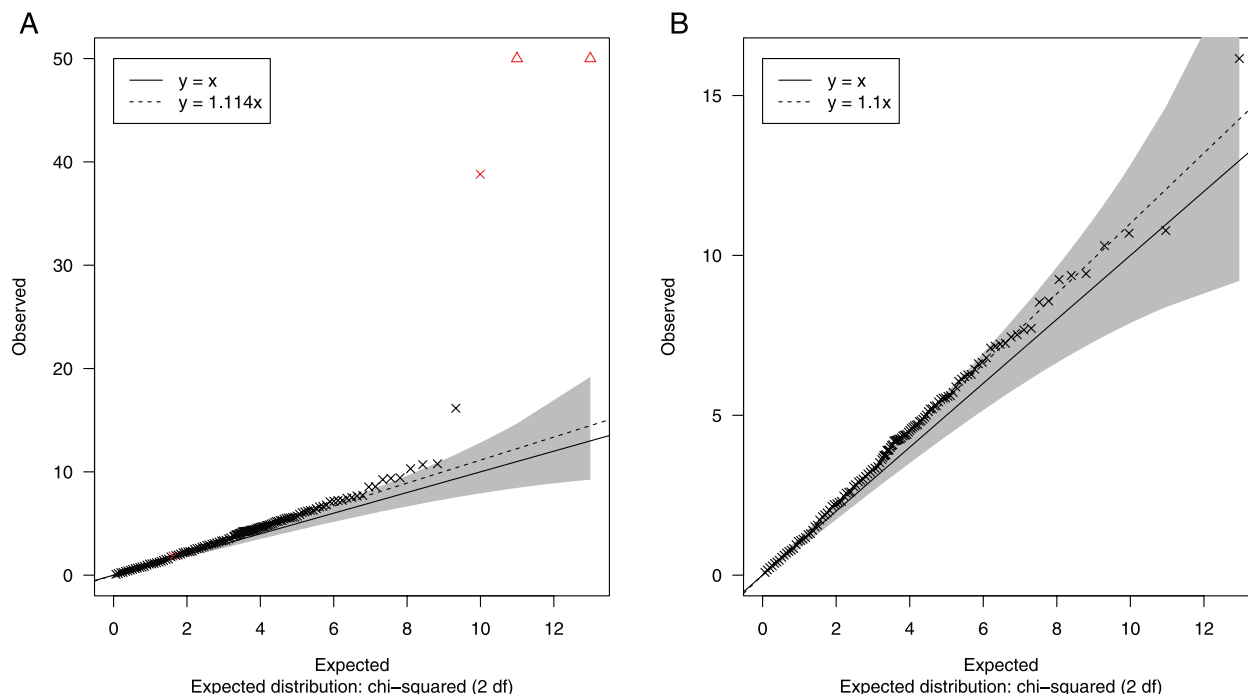 A
y = x
y = 1.114x
50
40
30
20
10
0
Observed
0 2 4 6 8 10 12
Expected
Expected distribution: chi−squared (2 df)
B
y = x
y = 1.1x
15
10
5
0
Observed
0 2 4 6 8 10 12
Expected
Expected distribution: chi−squared (2 df)